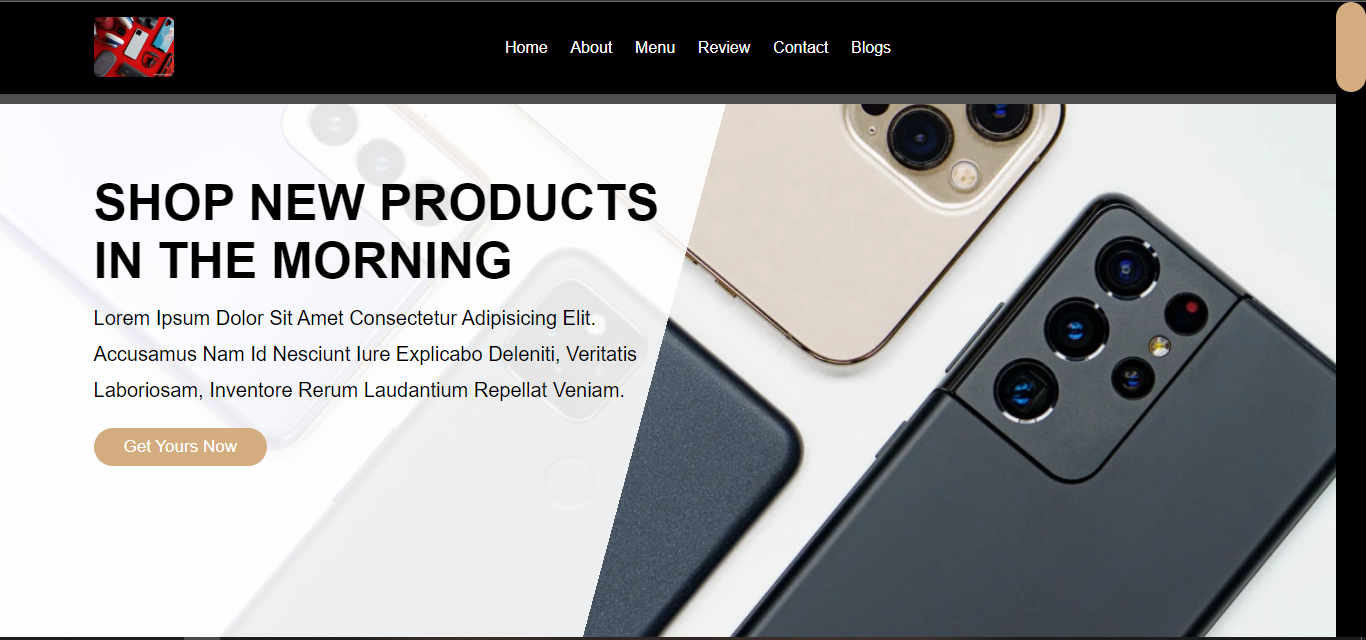 Home About Menu Review Contact Blogs
SHOP NEW PRODUCTS
IN THE MORNING
Lorem Ipsum Dolor Sit Amet Consectetur Adipisicing Elit.
Accusamus Nam Id Nesciunt Iure Explicabo Deleniti, Veritatis
Laboriosam, Inventore Rerum Laudantium Repellat Veniam.
Get Yours Now